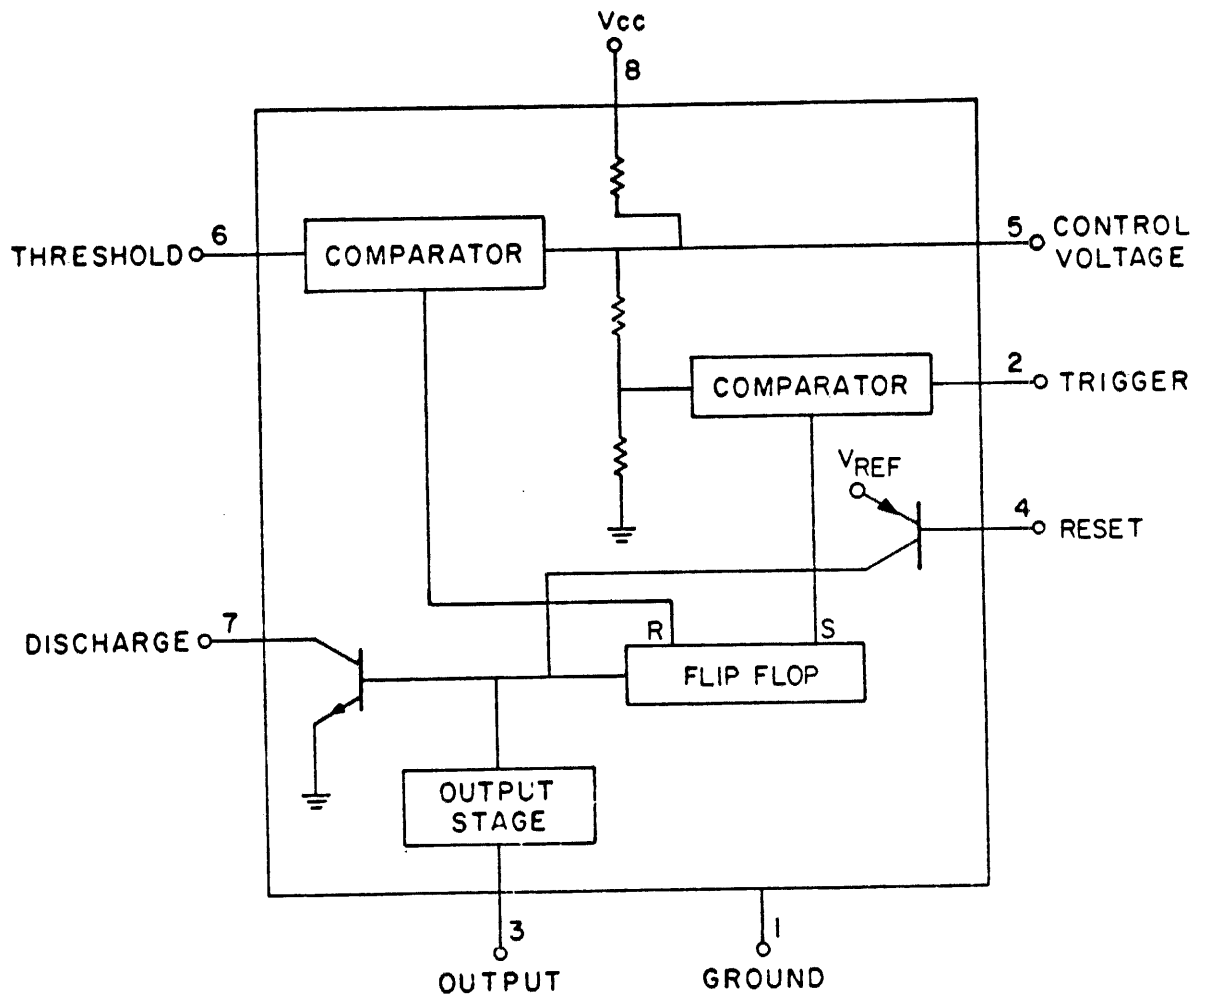 Vcc
8
6
THRESHOLD
COMPARATOR
5
CONTROL
VOLTAGE
2
COMPARATOR
TRIGGER
VREF
4
RESET
7
DISCHARGE
R
S
FLIP FLOP
OUTPUT
STAGE
3
OUTPUT
1
GROUND